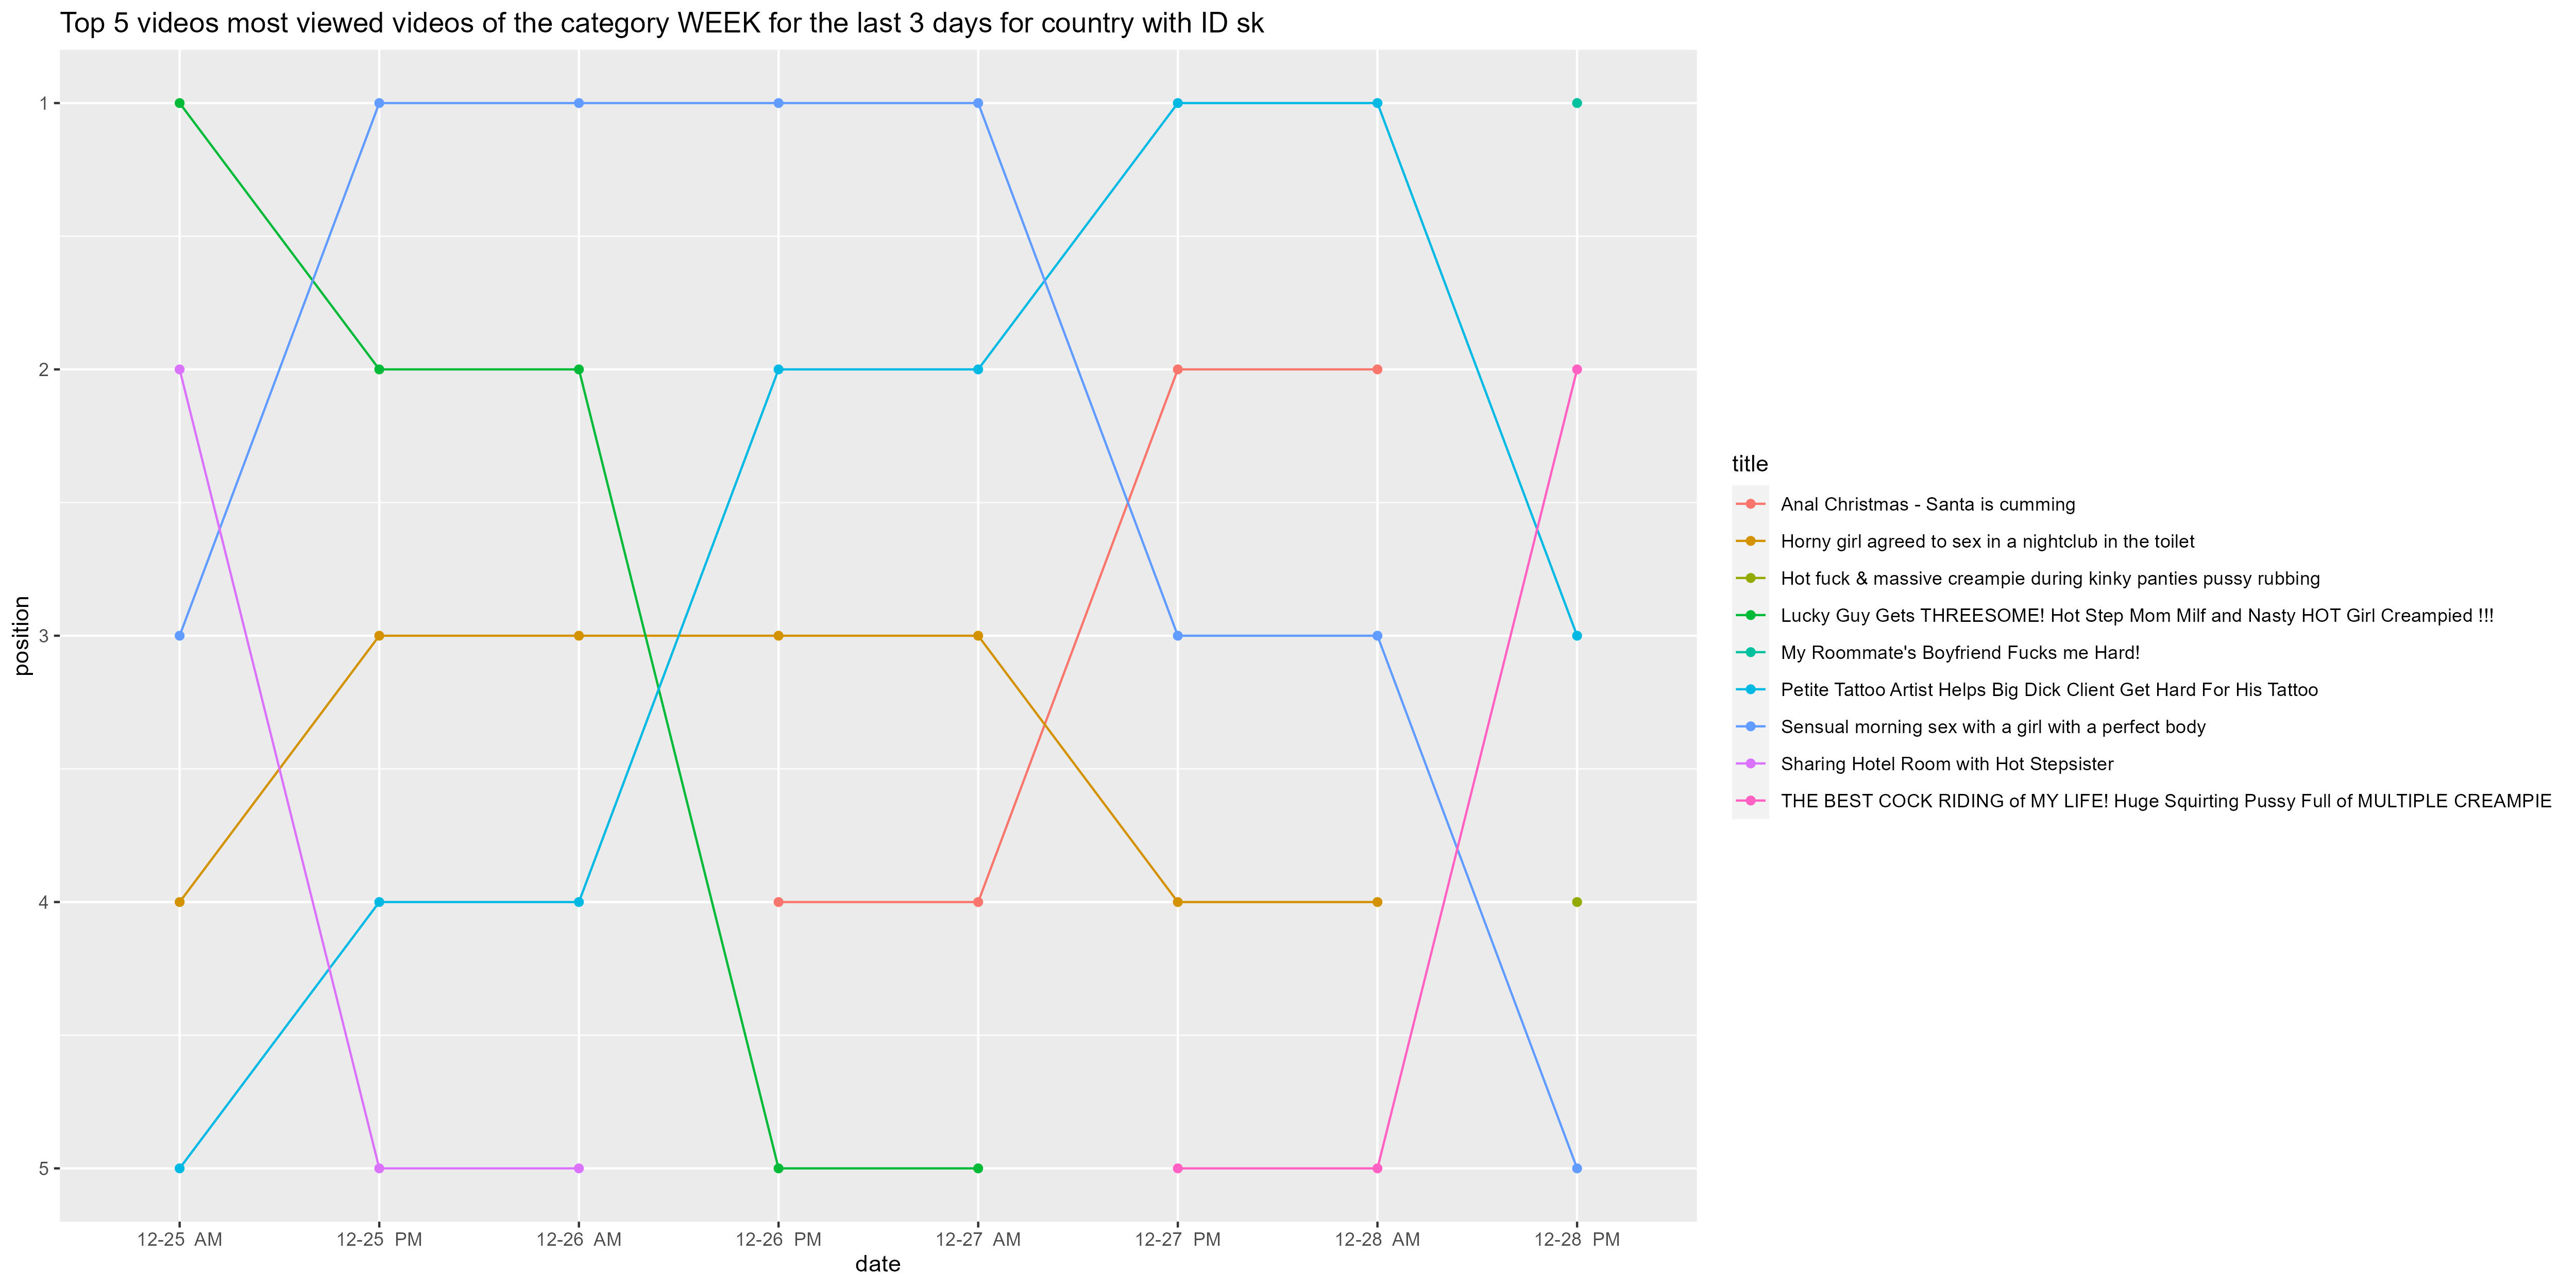 Top 5 videos most viewed videos of the category WEEK for the last 3 days for country with ID sk
position
1
2
3
4
5
12-25 AM
12-25 PM
12-26 AM
12-26 PM
12-27 AM
12-27 PM
12-28 AM
12-28 PM
date
title
Anal Christmas - Santa is cumming
Horny girl agreed to sex in a nightclub in the toilet
Hot fuck & massive creampie during kinky panties pussy rubbing
Lucky Guy Gets THREESOME! Hot Step Mom Milf and Nasty HOT Girl Creampied !!!
My Roommate's Boyfriend Fucks me Hard!
Petite Tattoo Artist Helps Big Dick Client Get Hard For His Tattoo
Sensual morning sex with a girl with a perfect body
Sharing Hotel Room with Hot Stepsister
THE BEST COCK RIDING of MY LIFE! Huge Squirting Pussy Full of MULTIPLE CREAMPIE